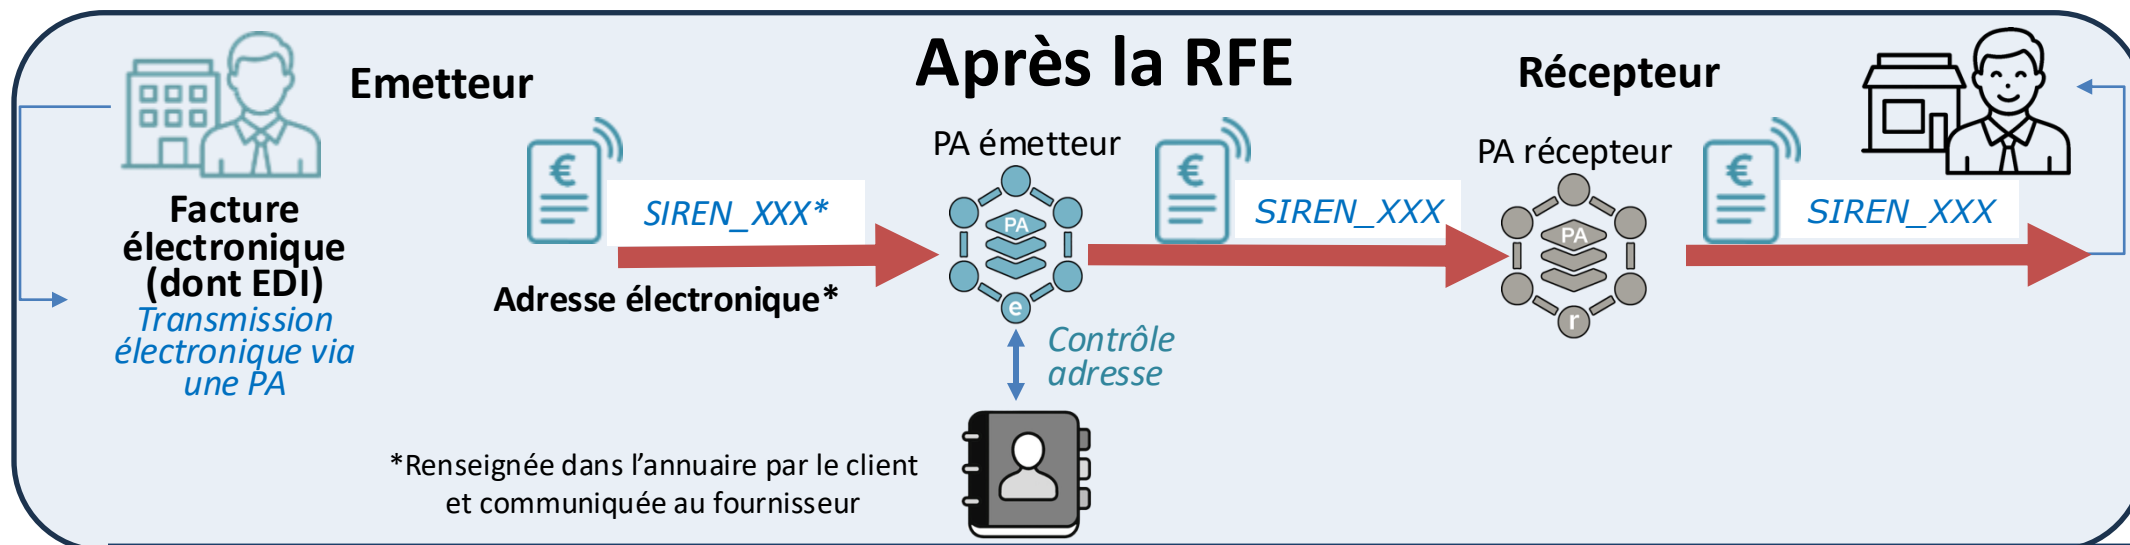 Après la RFE
Emetteur
Récepteur
PA émetteur
PA récepteur
€
€
€
SIREN_XXX*
SIREN_XXX
SIREN_XXX
PA
PA
e
r
Facture
électronique
(dont EDI)
Transmission
électronique via
une PA
Adresse électronique*
Contrôle
adresse
*Renseignée dans l’annuaire par le client
et communiquée au fournisseur